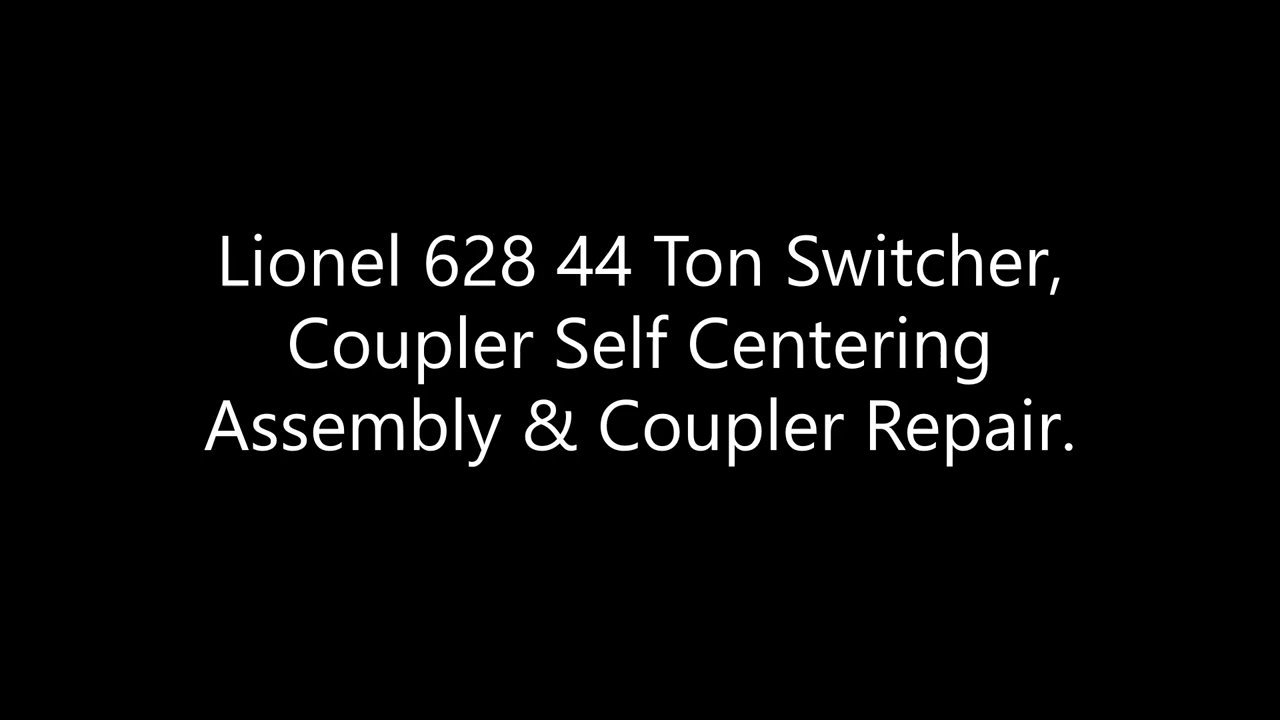 Lionel 628 44 Ton Switcher,
Coupler Self Centering
Assembly & Coupler Repair.